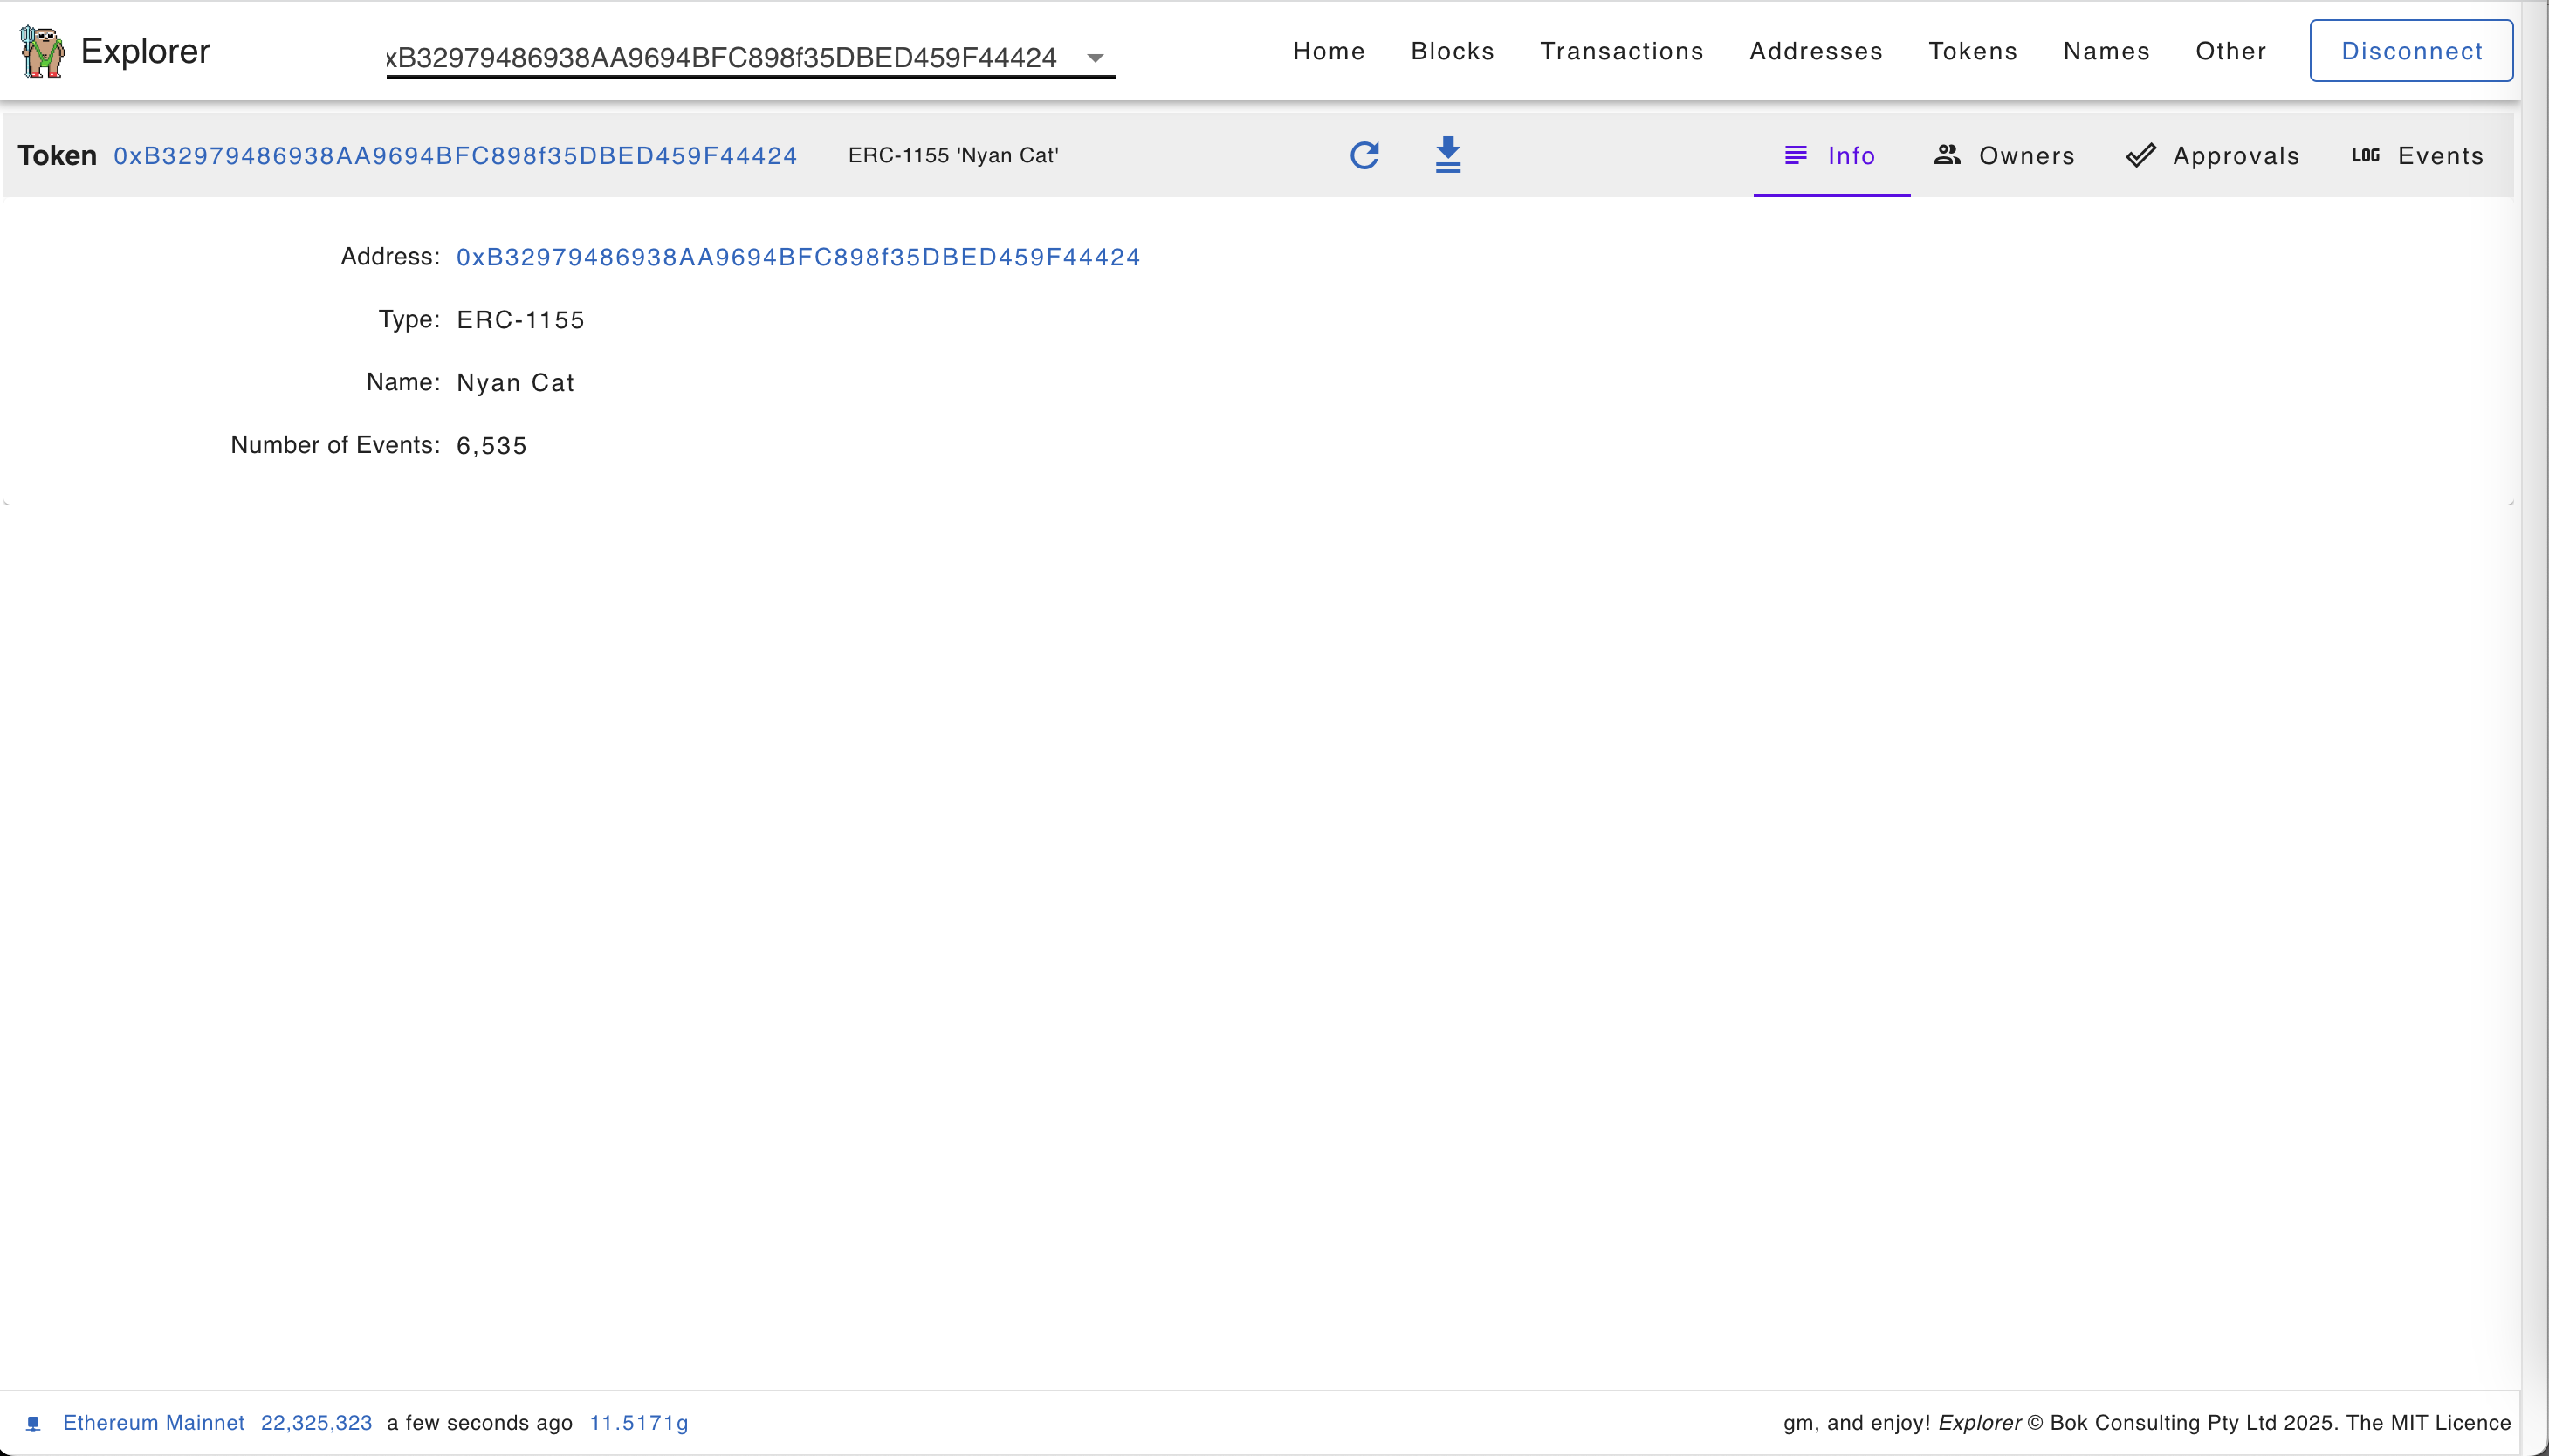 Explorer
xB32979486938AA9694BFC898f35DBED459F44424
Home Blocks Transactions Addresses Tokens Names Other Disconnect
Token 0xB32979486938AA9694BFC898f35DBED459F44424 ERC-1155 'Nyan Cat'
Info Owners Approvals LOG Events
Address: 0xB32979486938AA9694BFC898f35DBED459F44424
Type: ERC-1155
Name: Nyan Cat
Number of Events: 6,535
Ethereum Mainnet 22,325,323 a few seconds ago 11.5171g
gm, and enjoy! Explorer © Bok Consulting Pty Ltd 2025. The MIT Licence